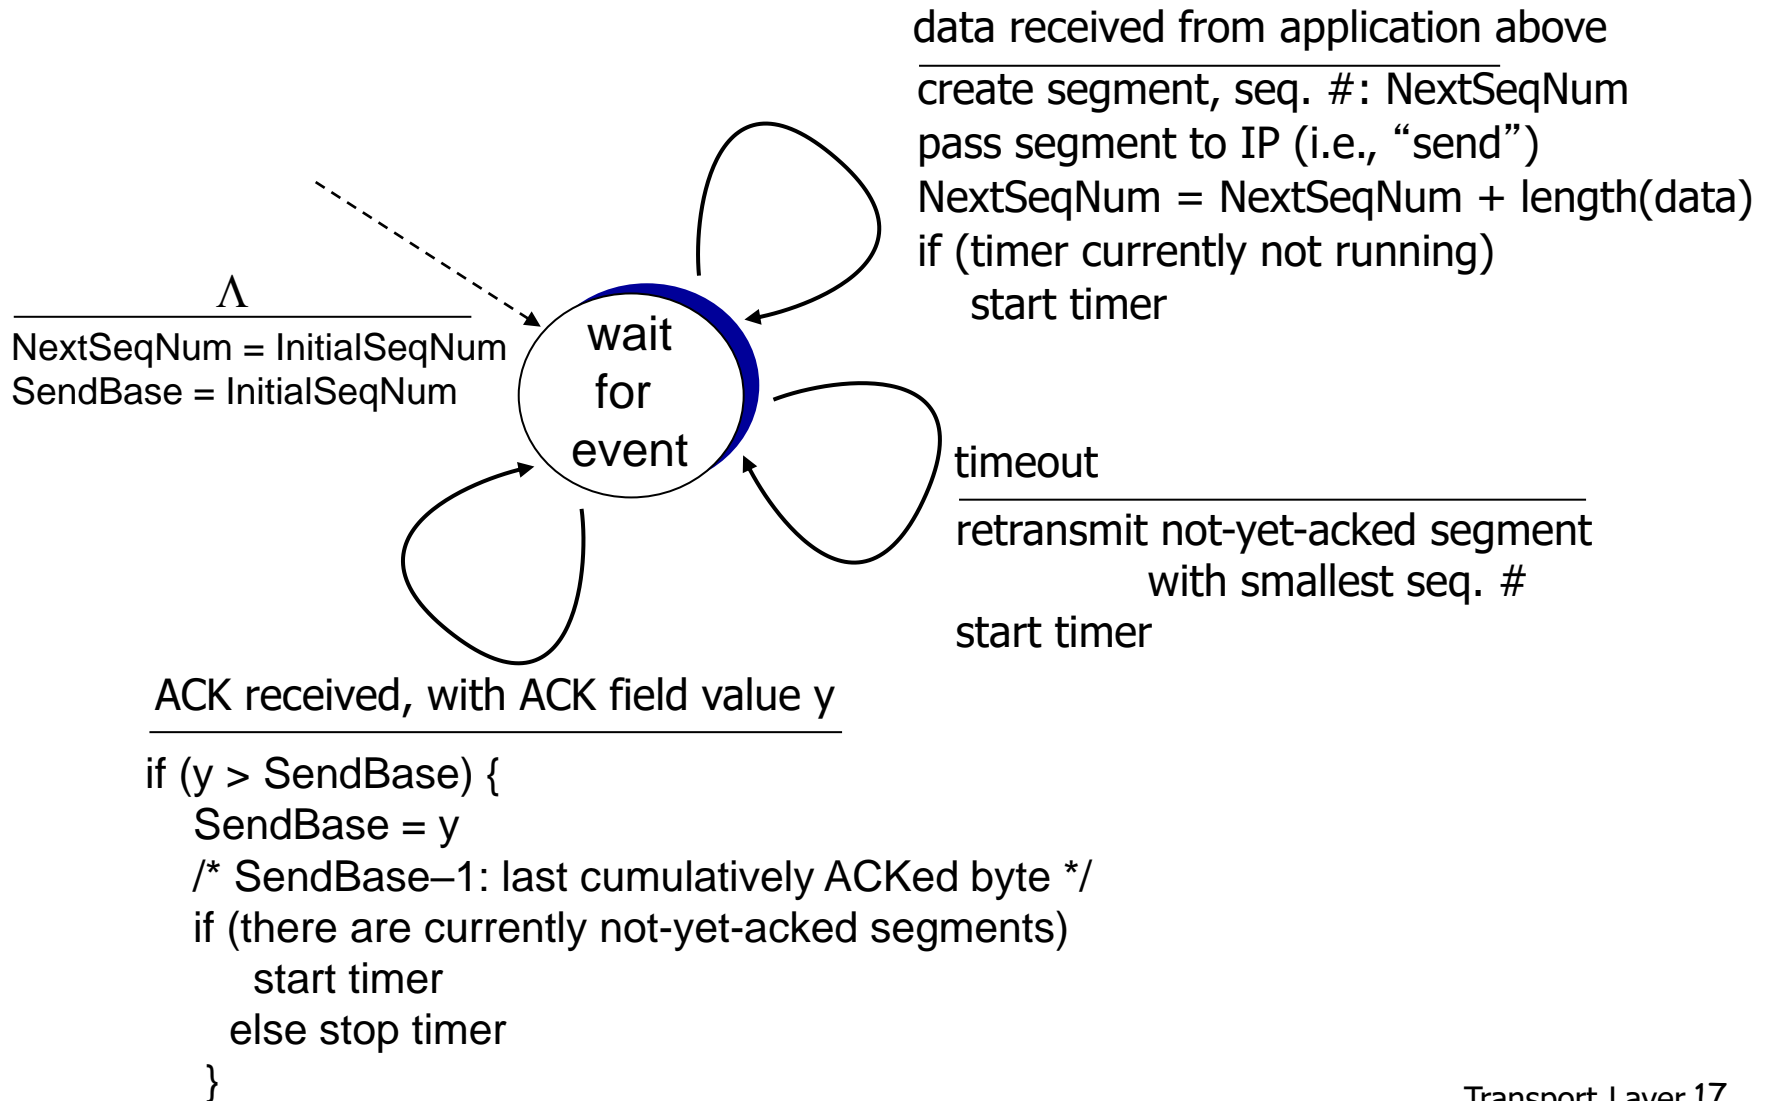 data received from application above
create segment, seq. #: NextSeqNum
pass segment to IP (i.e., “send”)
NextSeqNum = NextSeqNum + length(data)
if (timer currently not running)
start timer
Λ
NextSeqNum = InitialSeqNum
SendBase = InitialSeqNum
wait
for
event
timeout
retransmit not-yet-acked segment
with smallest seq. #
start timer
ACK received, with ACK field value y
if (y > SendBase) {
SendBase = y
/* SendBase–1: last cumulatively ACKed byte */
if (there are currently not-yet-acked segments)
start timer
else stop timer
}
Transport Layer 17